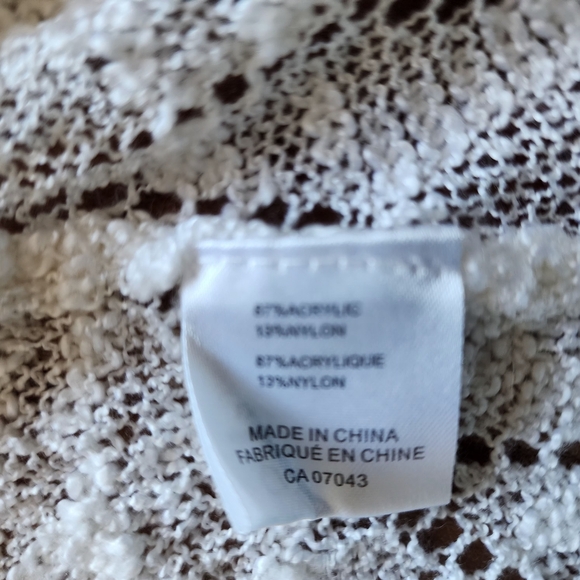 87%ACRYLIC
13%NYLON
87%ACRYLIQUE
13%NYLON
MADE IN CHINA
FABRIQUÉ EN CHINE
CA 07043